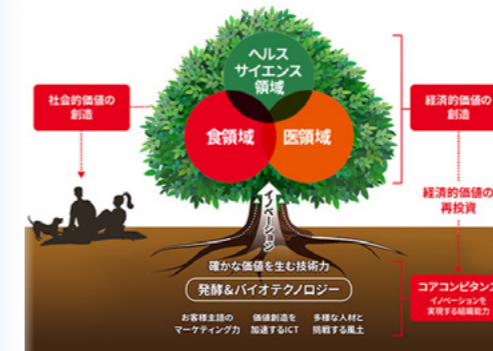 ヘルス
サイエンス
領域
食領域
医領域
社会的価値の
創造
経済的価値の
創造
経済的価値の
再投資
イノベーション
確かな価値を生む技術力
発酵&バイオテクノロジー
お客様主語の
マーケティング力
価値創造を
加速するICT
多様な人材と
挑戦する風土
コアコンピタンス
イノベーションを
実現する組織能力